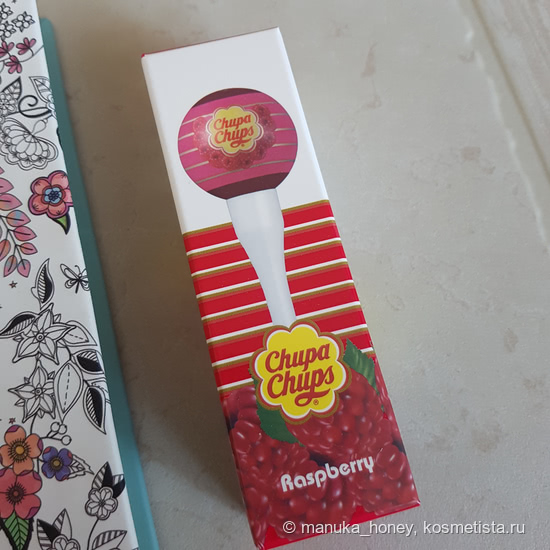 Chupa
Chups
®
Chupa
Chups
®
Raspberry
© manuka_honey, kosmetista.ru